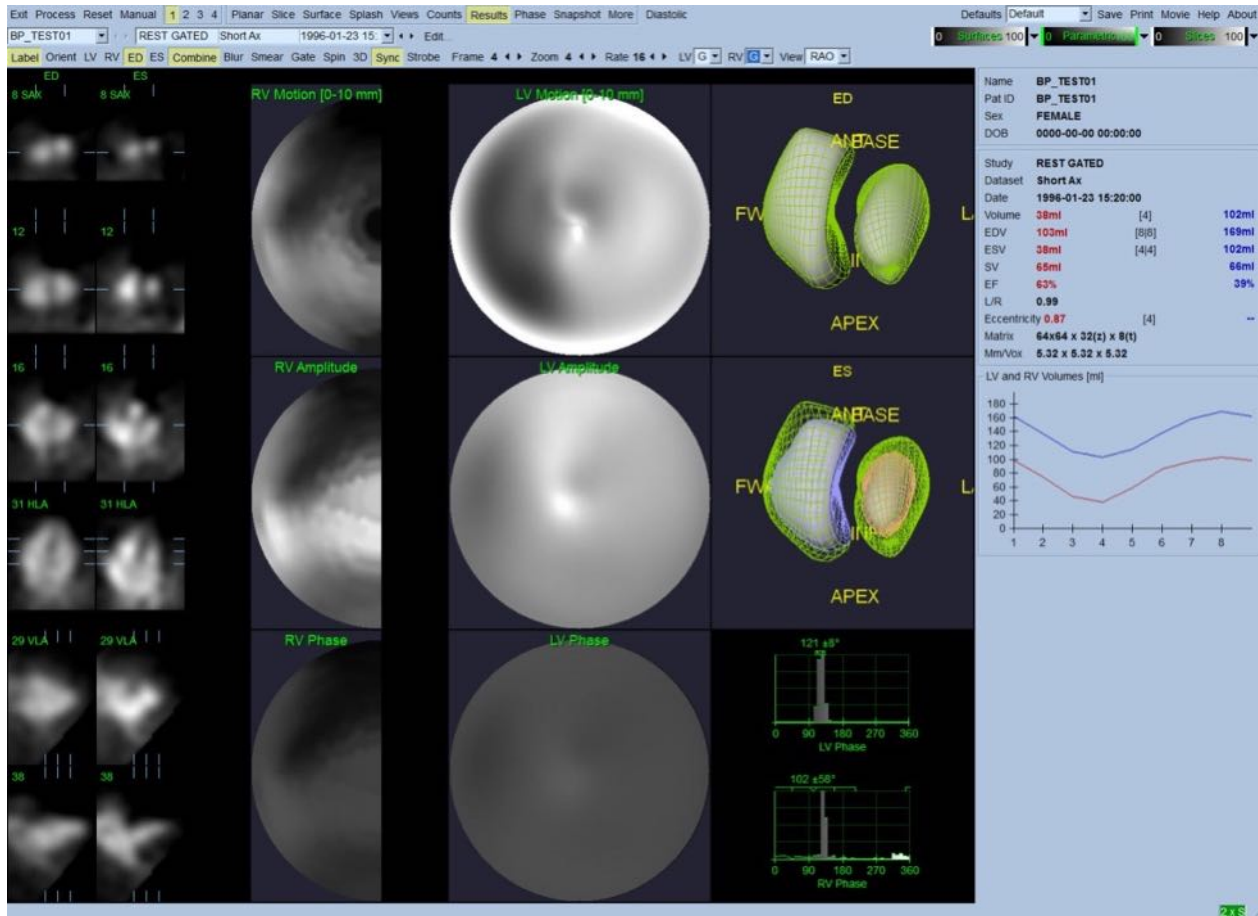 Exit Process Reset Manual 1 2 3 4 Planar Slice Surface Splash Views Counts Results Phase Snapshot More Diastolic Defaults Default Save Print Movie Help About
BP_TEST01 REST GATED Short Ax 1996-01-23 15: Edit... 0 Surfaces 100 0 Parametric 0 Slices 100
Label Orient LV RV ED ES Combine Blur Smear Gate Spin 3D Sync Strobe Frame 4 Zoom 4 Rate 16 LV G RV G View RAO
ED ES
8 SAX 8 SAX
12 12
16 16
31 HLA 31 HLA
29 VLA 29 VLA
38 38
RV Motion [0-10 mm] LV Motion [0-10 mm]
RV Amplitude LV Amplitude
RV Phase LV Phase
ED
ANT BASE
FW
IN
APEX
ES
ANT BASE
FW
IN
APEX
121 ±8°
0 90 180 270 360
LV Phase
102 ±58°
0 90 180 270 360
RV Phase
Name BP_TEST01
Pat ID BP_TEST01
Sex FEMALE
DOB 0000-00-00 00:00:00
Study REST GATED
Dataset Short Ax
Date 1996-01-23 15:20:00
Volume 38ml [4] 102ml
EDV 103ml [8|8] 169ml
ESV 38ml [4|4] 102ml
SV 65ml 66ml
EF 63% 39%
L/R 0.99
Eccentricity 0.87 [4] --
Matrix 64x64 x 32(z) x 8(t)
Mm/Vox 5.32 x 5.32 x 5.32
LV and RV Volumes [ml]
180
160
140
120
100
80
60
40
20
0
1 2 3 4 5 6 7 8
2 x S